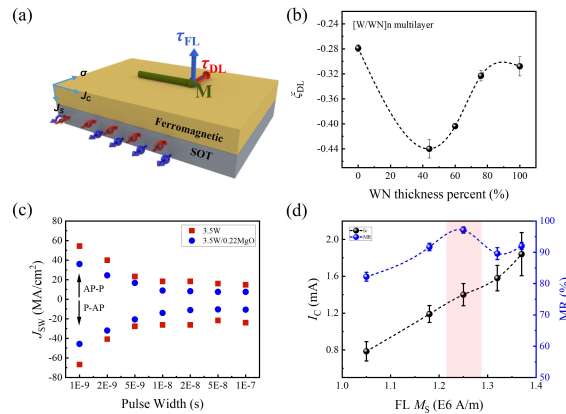 (a)
τFL
τDL
M
σ
JC
JS
Ferromagnetic
SOT
(b)
[W/WN]n multilayer
-0.24
-0.28
-0.32
-0.36
-0.40
-0.44
-0.48
ξDL
0 20 40 60 80 100
WN thickness percent (%)
(c)
3.5W
3.5W/0.22MgO
80
60
40
20
0
-20
-40
-60
-80
JSW (MA/cm²)
AP-P
P-AP
1E-9 2E-9 5E-9 1E-8 2E-8 5E-8 1E-7
Pulse Width (s)
(d)
Ic
MR
2.4
2.0
1.6
1.2
0.8
IC (mA)
100
90
80
70
60
50
MR (%)
1.0 1.1 1.2 1.3 1.4
FL MS (E6 A/m)